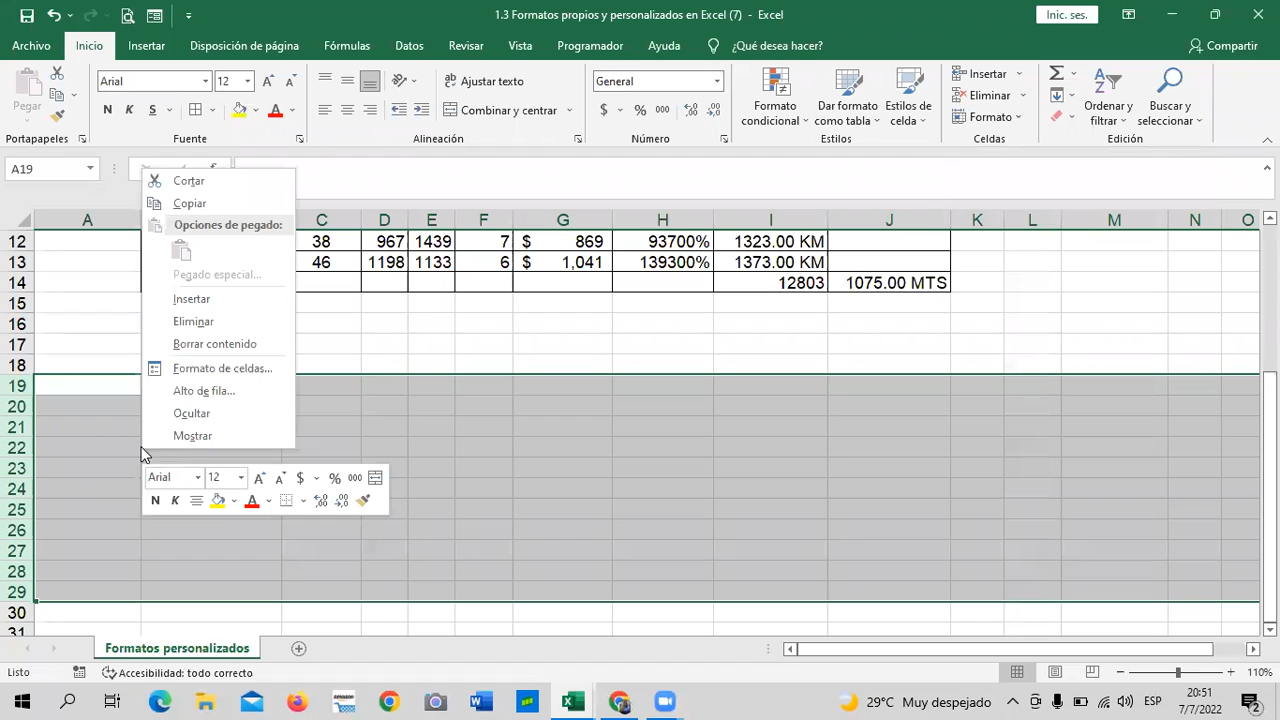 1.3 Formatos propios y personalizados en Excel (7) - Excel
Inic. ses.
Archivo Inicio Insertar Disposición de página Fórmulas Datos Revisar Vista Programador Ayuda ¿Qué desea hacer? Compartir
Pegar
Portapapeles
Arial 12
N K S
Fuente
Ajustar texto
Combinar y centrar
Alineación
General
$ % 000
Número
Formato condicional
Dar formato como tabla
Estilos de celda
Estilos
Insertar
Eliminar
Formato
Celdas
Ordenar y filtrar
Buscar y seleccionar
Edición
A19
A C D E F G H I J K L M N O
12 38 967 1439 7 $ 869 93700% 1323.00 KM
13 46 1198 1133 6 $ 1,041 139300% 1373.00 KM
14 12803 1075.00 MTS
15
16
17
18
19
20
21
22
23
24
25
26
27
28
29
30
31
Cortar
Copiar
Opciones de pegado:
Pegado especial...
Insertar
Eliminar
Borrar contenido
Formato de celdas...
Alto de fila...
Ocultar
Mostrar
Arial 12 $ % 000
N K A
Formatos personalizados
Listo Accesibilidad: todo correcto 110%
29°C Muy despejado ESP 20:51 7/7/2022 2